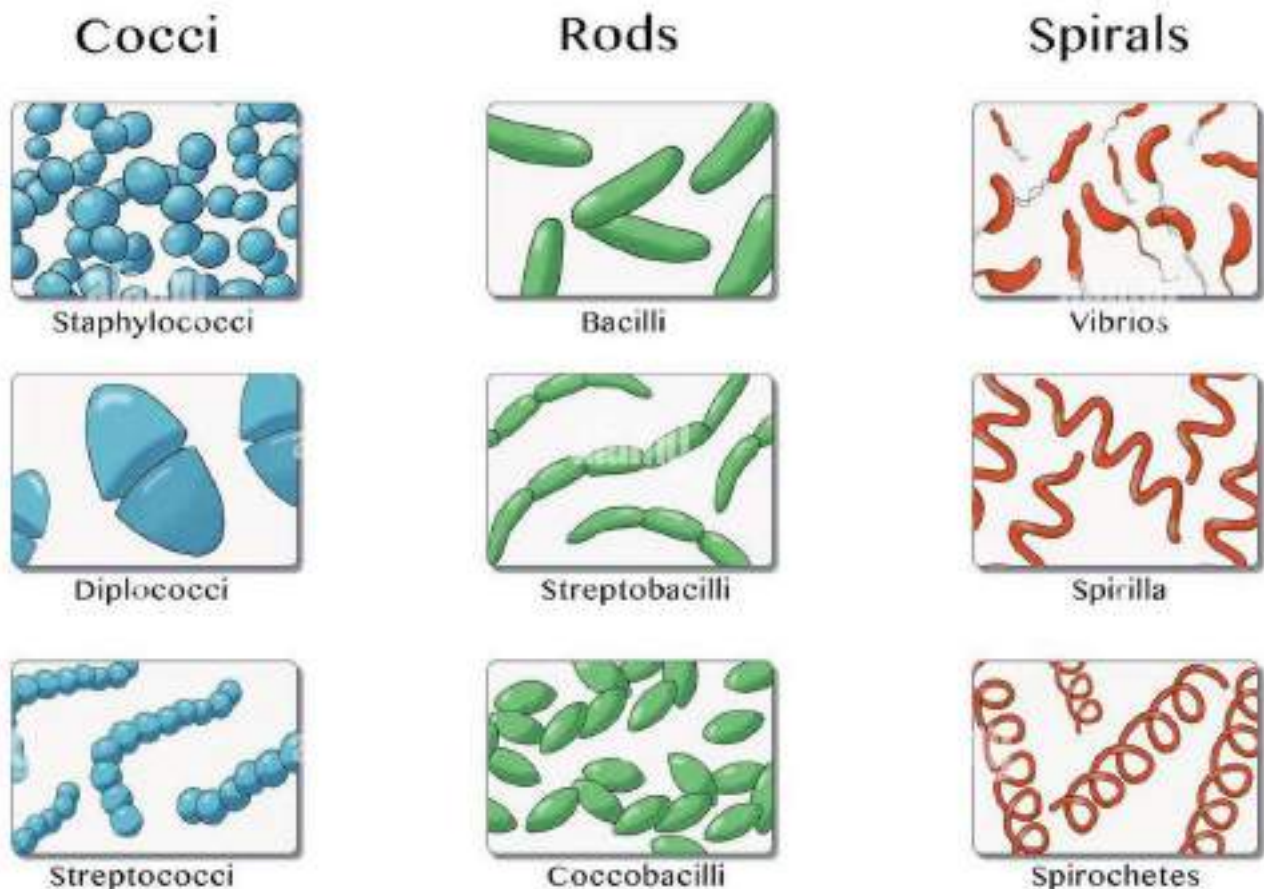 Cocci Rods Spirals
Staphylococci Bacilli Vibrios
Diplococci Streptobacilli Spirilla
Streptococci Coccobacilli Spirochetes